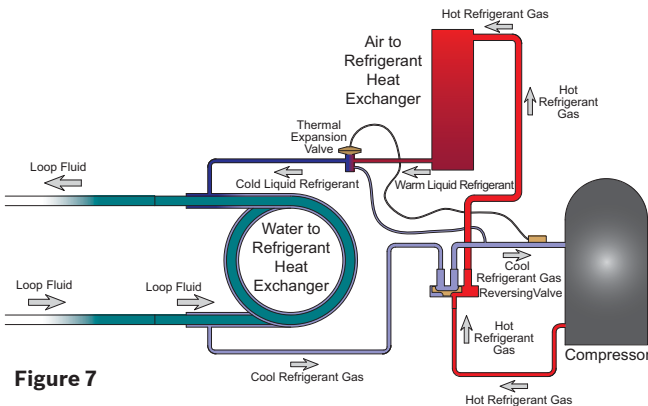 Hot Refrigerant Gas
Air to
Refrigerant
Heat
Exchanger
Hot
Refrigerant
Gas
Thermal
Expansion
Valve
Loop Fluid
Cold Liquid Refrigerant
Warm Liquid Refrigerant
Water to
Refrigerant
Heat
Exchanger
Cool
Refrigerant Gas
ReversingValve
Loop Fluid
Loop Fluid
Hot
Refrigerant
Gas
Compressor
Figure 7
Cool Refrigerant Gas
Hot Refrigerant Gas